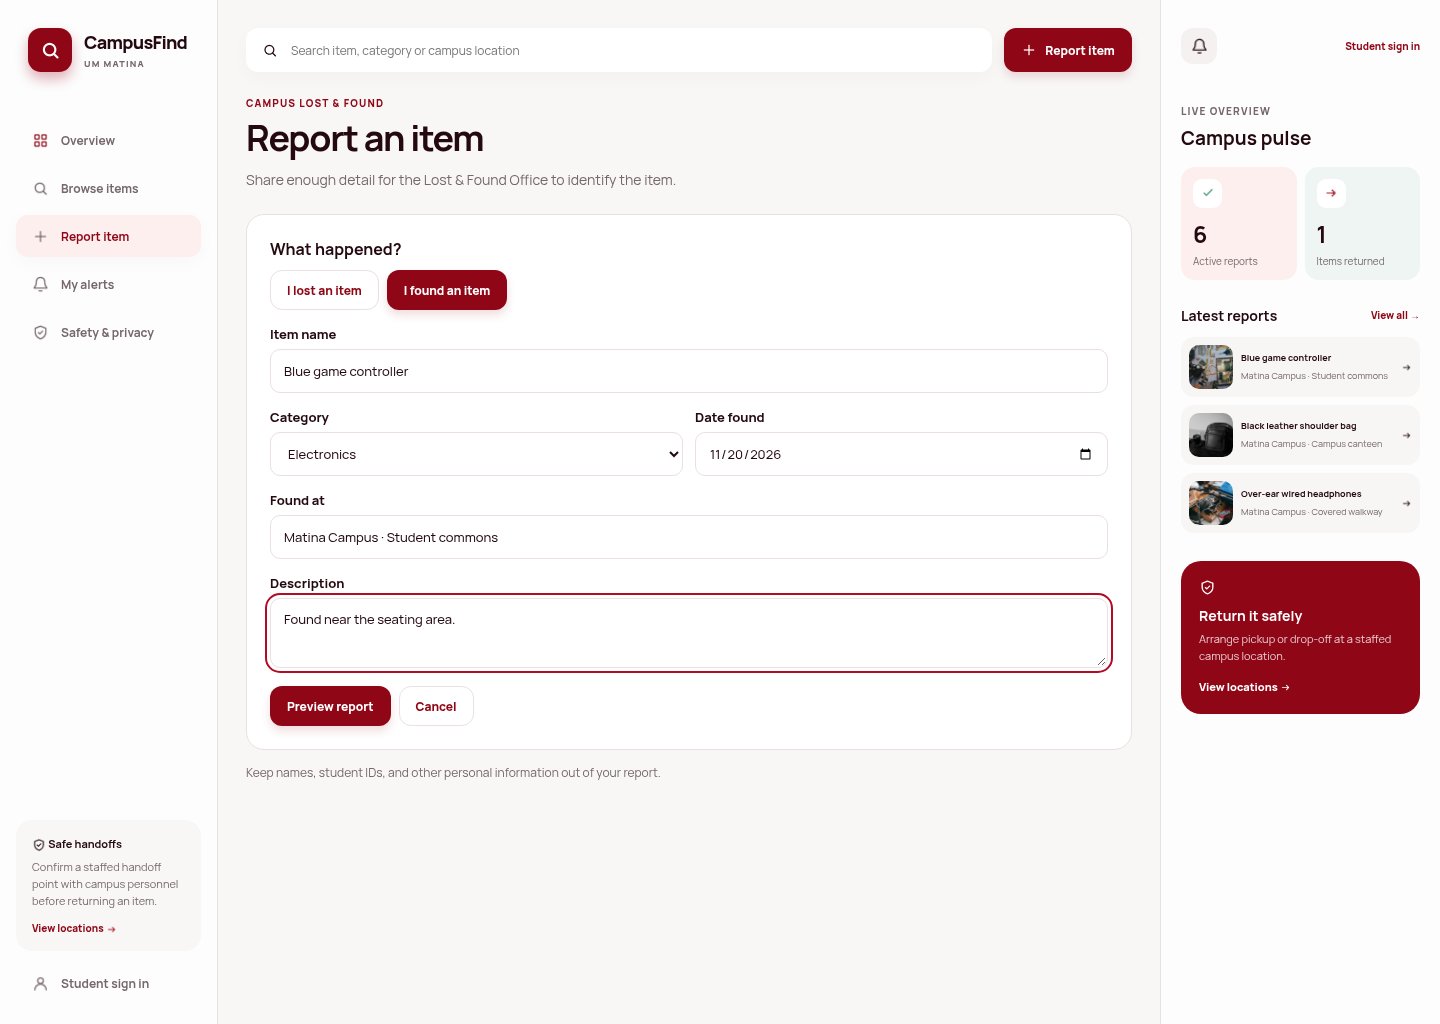 CampusFind
UM MATINA
Overview
Browse items
Report item
My alerts
Safety & privacy
Safe handoffs
Confirm a staffed handoff
point with campus personnel
before returning an item.
View locations →
Student sign in
Search item, category or campus location
Report item
CAMPUS LOST & FOUND
Report an item
Share enough detail for the Lost & Found Office to identify the item.
What happened?
I lost an item
I found an item
Item name
Blue game controller
Category
Date found
Electronics
11/20/2026
Found at
Matina Campus · Student commons
Description
Found near the seating area.
Preview report
Cancel
Keep names, student IDs, and other personal information out of your report.
Student sign in
LIVE OVERVIEW
Campus pulse
6
Active reports
1
Items returned
Latest reports
View all →
Blue game controller
Matina Campus · Student commons
Black leather shoulder bag
Matina Campus · Campus canteen
Over-ear wired headphones
Matina Campus · Covered walkway
Return it safely
Arrange pickup or drop-off at a staffed
campus location.
View locations →